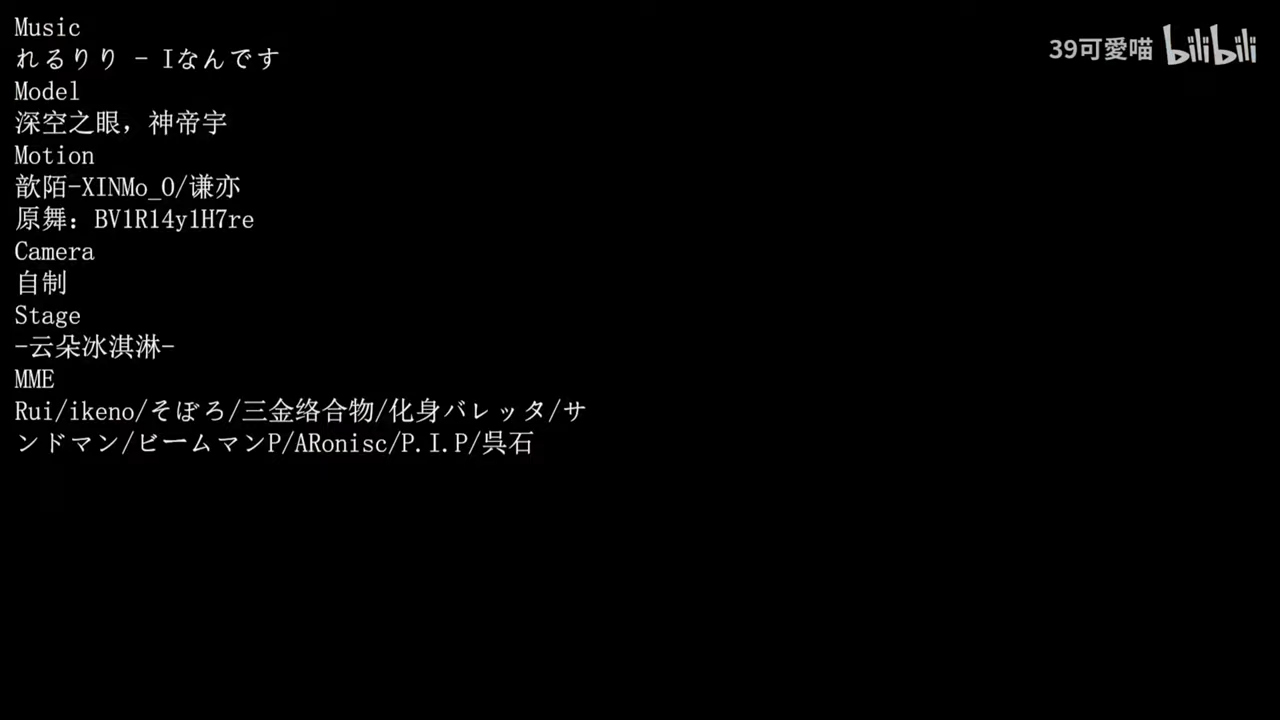 Music
れるりり - Iなんです
Model
深空之眼，神帝宇
Motion
歆陌-XINMo_O/谦亦
原舞：BV1R14y1H7re
Camera
自制
Stage
-云朵冰淇淋-
MME
Rui/ikeno/そぼろ/三金络合物/化身バレッタ/サ
ンドマン/ビームマンP/ARonisc/P.I.P/呉石
39可愛喵 bilibili